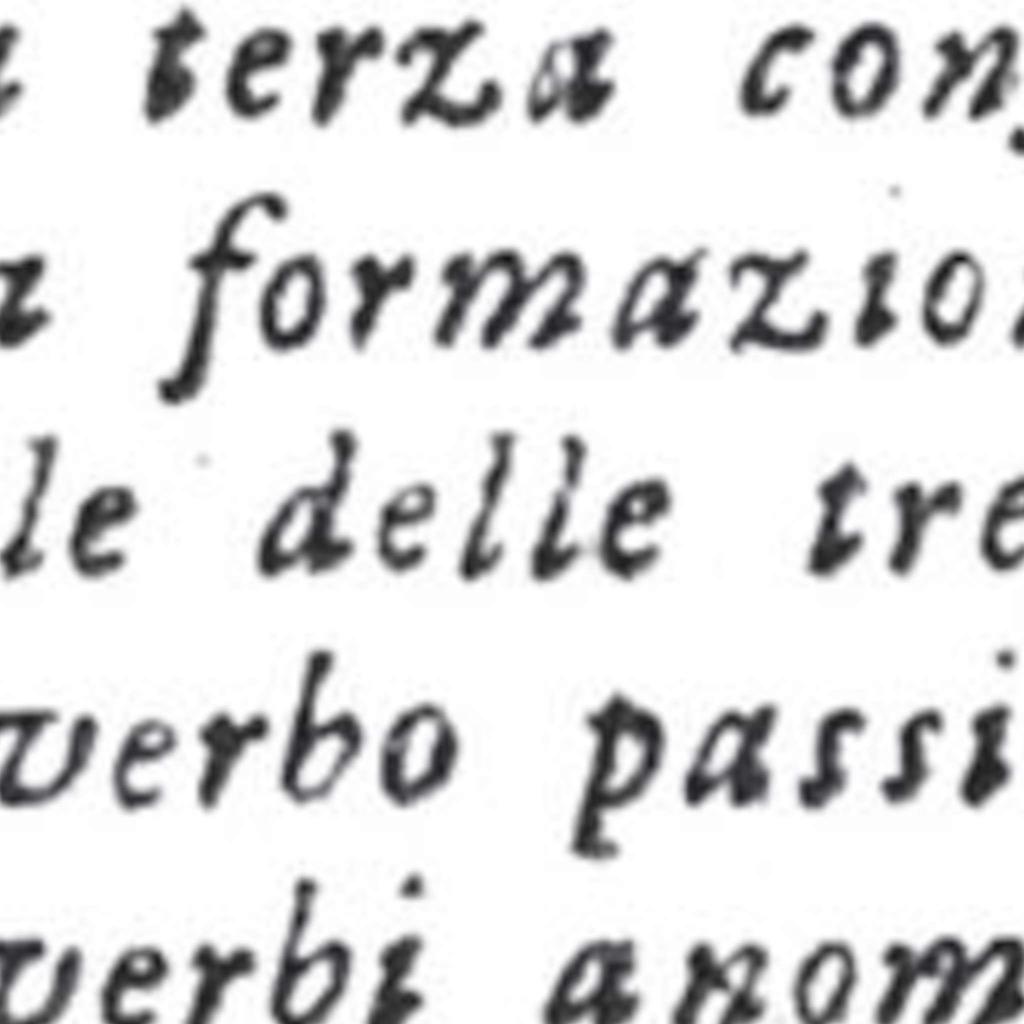 terza con
formazio
le delle tre
verbo passi
verbi anom